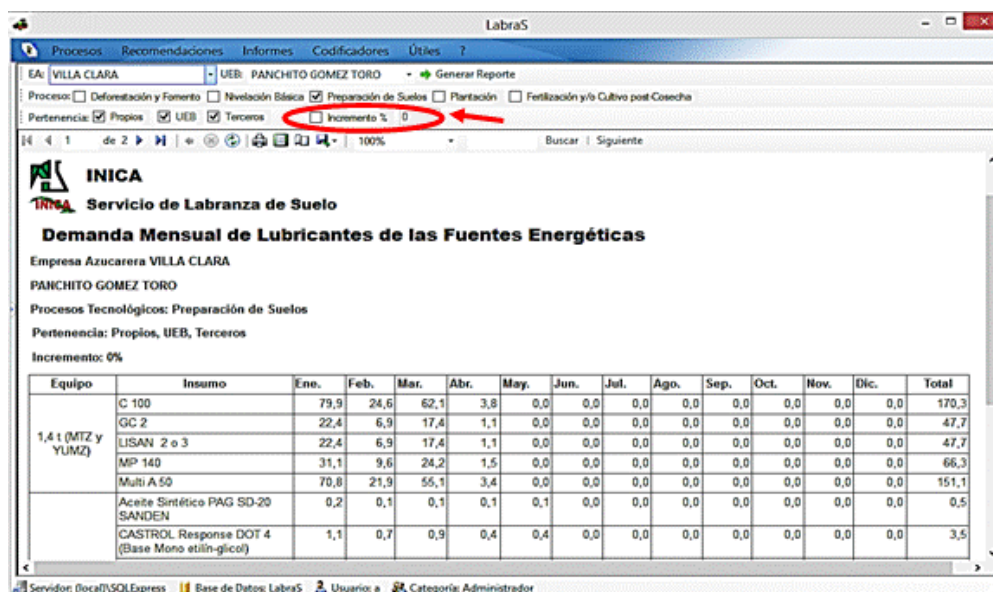 LabraS
Procesos Recomendaciones Informes Codificadores Útiles ?
EA: VILLA CLARA UEB: PANCHITO GOMEZ TORO Generar Reporte
Proceso: Deforestación y Fomento Nivelación Básica Preparación de Suelos Plantación Fertilización y/o Cultivo post-Cosecha
Pertenencia: Propios UEB Terceros Incremento % 0
1 de 2 100% Buscar | Siguiente
INICA
INICA Servicio de Labranza de Suelo
Demanda Mensual de Lubricantes de las Fuentes Energéticas
Empresa Azucarera VILLA CLARA
PANCHITO GOMEZ TORO
Procesos Tecnológicos: Preparación de Suelos
Pertenencia: Propios, UEB, Terceros
Incremento: 0%
Equipo Insumo Ene. Feb. Mar. Abr. May. Jun. Jul. Ago. Sep. Oct. Nov. Dic. Total
1,4 t (MTZ y YUMZ) C 100 79,9 24,6 62,1 3,8 0,0 0,0 0,0 0,0 0,0 0,0 0,0 0,0 170,3
GC 2 22,4 6,9 17,4 1,1 0,0 0,0 0,0 0,0 0,0 0,0 0,0 0,0 47,7
LISAN 2 o 3 22,4 6,9 17,4 1,1 0,0 0,0 0,0 0,0 0,0 0,0 0,0 0,0 47,7
MP 140 31,1 9,6 24,2 1,5 0,0 0,0 0,0 0,0 0,0 0,0 0,0 0,0 66,3
Multi A 50 70,8 21,9 55,1 3,4 0,0 0,0 0,0 0,0 0,0 0,0 0,0 0,0 151,1
Aceite Sintético PAG SD-20 SANDEN 0,2 0,1 0,1 0,1 0,1 0,0 0,0 0,0 0,0 0,0 0,0 0,0 0,5
CASTROL Response DOT 4 (Base Mono etilín-glicol) 1,1 0,7 0,9 0,4 0,4 0,0 0,0 0,0 0,0 0,0 0,0 0,0 3,5
Servidor: (local)\SQLExpress Base de Datos: LabraS Usuario: a Categoría: Administrador